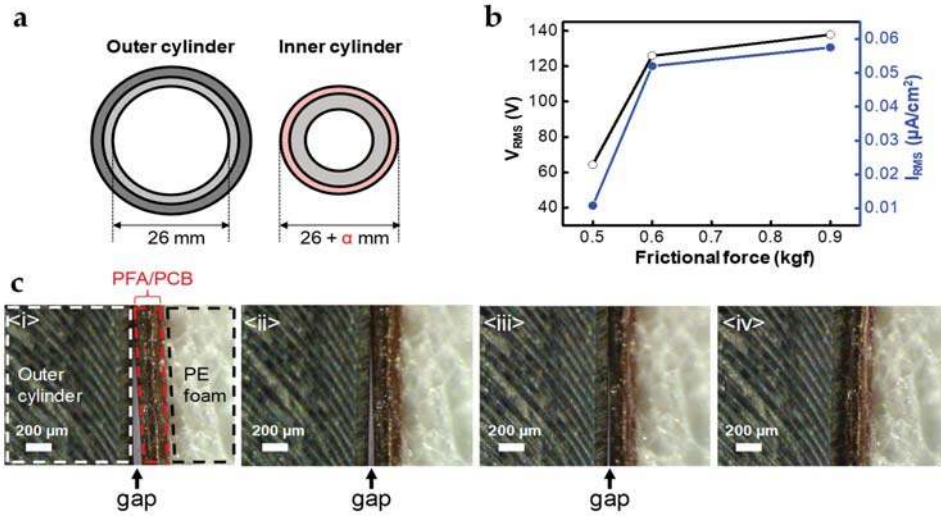 a
Outer cylinder
Inner cylinder
26 mm
26 + α mm
b
140
120
100
80
60
40
V_RMS (V)
0.06
0.05
0.04
0.03
0.02
0.01
I_RMS (µA/cm²)
0.5 0.6 0.7 0.8 0.9
Frictional force (kgf)
c
PFA/PCB
<i>
Outer
cylinder
PE
foam
200 µm
gap
<ii>
200 µm
gap
<iii>
200 µm
gap
<iv>
200 µm